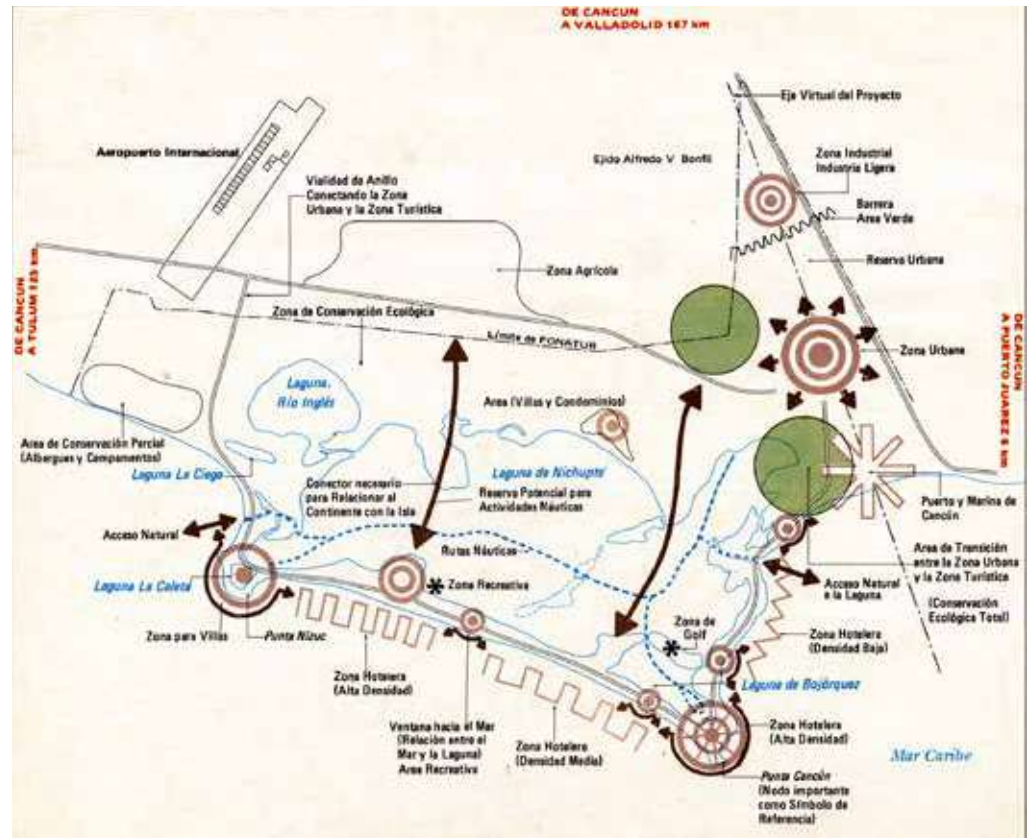 DE CANCUN
A VALLADOLID 167 km
Eje Virtual del Proyecto
Aeropuerto Internacional
Ejido Alfredo V Bonfil
Zona Industrial
Industria Ligera
Vialidad de Anillo
Conectando la Zona
Urbana y la Zona Turística
Barrera
Area Verde
Reserva Urbana
Zona Agrícola
DE CANCUN
A TULUM 125 km
Zona de Conservación Ecológica
Límite de FONATUR
Zona Urbana
DE CANCUN
A PUERTO JUAREZ 6 km
Laguna
Río Inglés
Area (Villas y Condominios)
Area de Conservación Parcial
(Albergues y Campamentos)
Laguna La Ciega
Laguna de Nichupté
Conector necesario
para Relacionar al
Continente con la Isla
Reserva Potencial para
Actividades Náuticas
Puerto y Marina de
Cancún
Acceso Natural
Rutas Náuticas
Area de Transición
entre la Zona Urbana
y la Zona Turística
(Conservación
Ecológica Total)
Laguna La Caleta
Zona Recreativa
Acceso Natural
a la Laguna
Zona para Villas
Punta Nizuc
Zona de
Golf
Zona Hotelera
(Densidad Baja)
Zona Hotelera
(Alta Densidad)
Laguna de Bojórquez
Ventana hacia el Mar
(Relación entre el
Mar y la Laguna)
Area Recreativa
Zona Hotelera
(Densidad Media)
Zona Hotelera
(Alta Densidad)
Mar Caribe
Punta Cancún
(Nodo importante
como Símbolo de
Referencia)